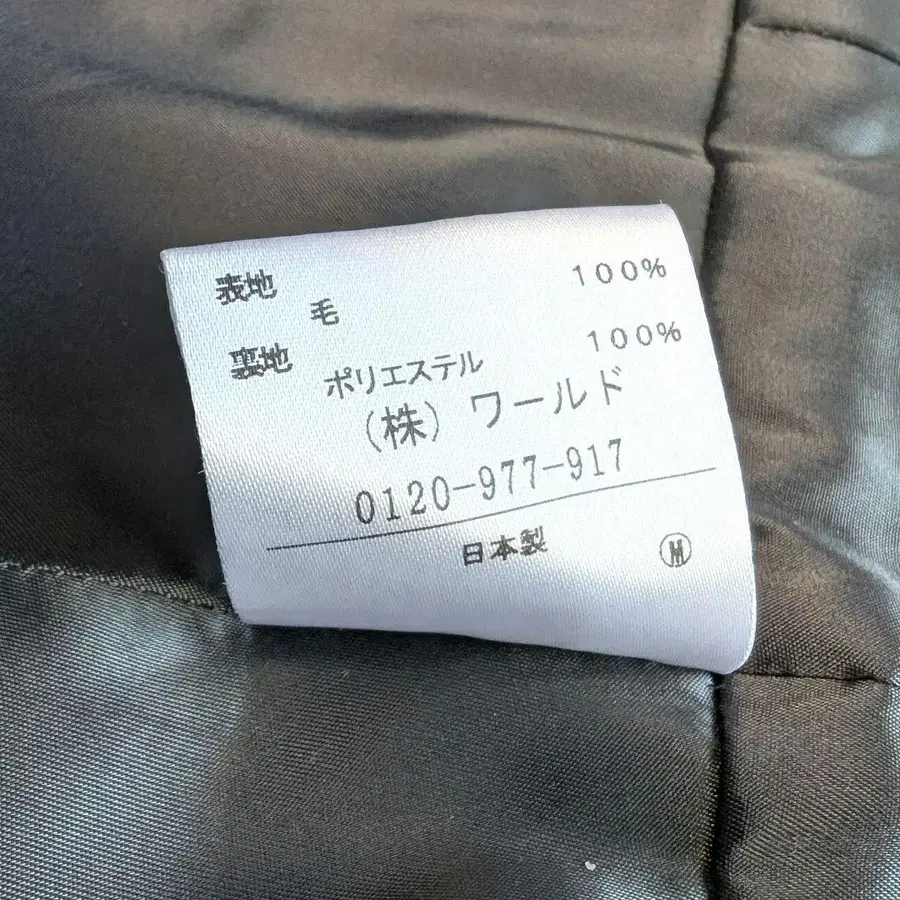 表地
毛 100%
裏地
ポリエステル 100%
(株) ワールド
0120-977-917
日本製 Ⓜ